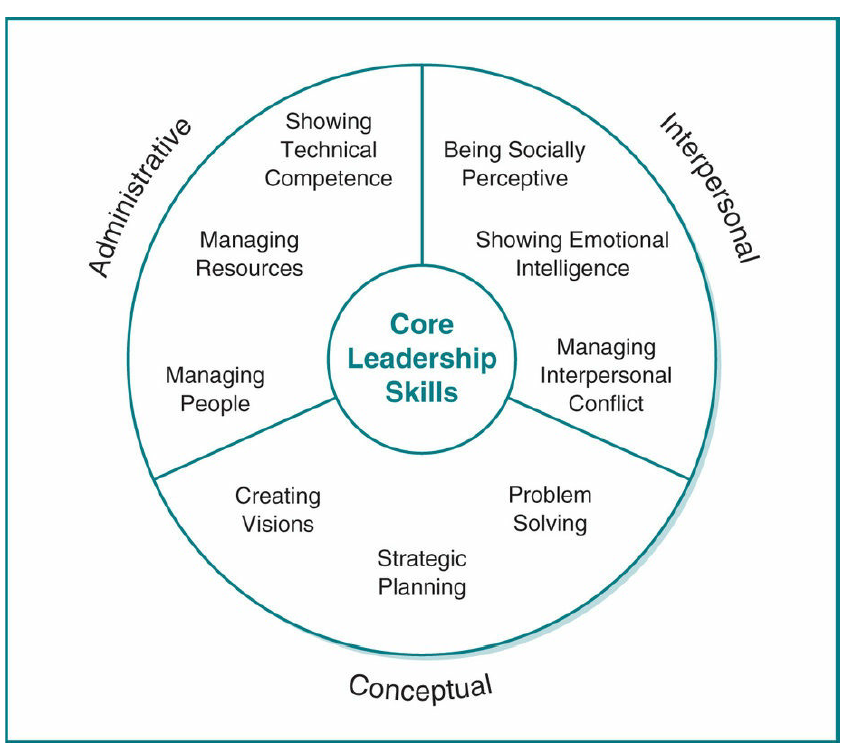 Administrative
Showing
Technical
Competence
Managing
Resources
Managing
People
Interpersonal
Being Socially
Perceptive
Showing Emotional
Intelligence
Managing
Interpersonal
Conflict
Core
Leadership
Skills
Creating
Visions
Strategic
Planning
Problem
Solving
Conceptual